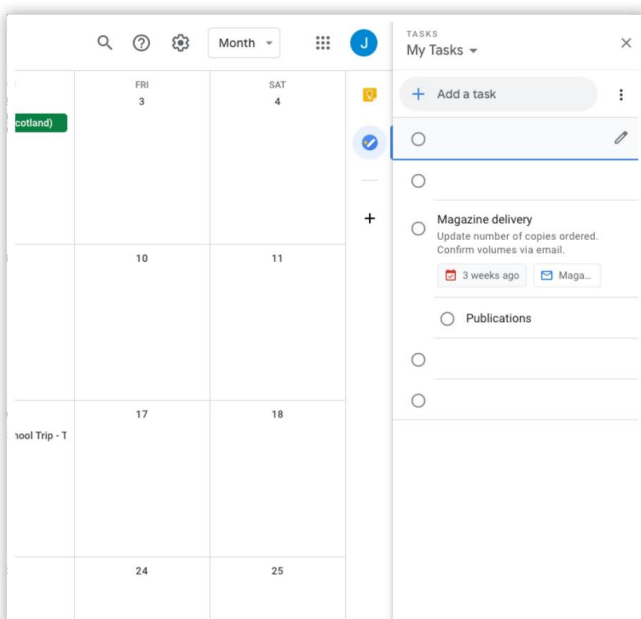 TASKS
Month
J
My Tasks
FRI
SAT
3
4
cotland)
Add a task
Magazine delivery
Update number of copies ordered.
Confirm volumes via email.
3 weeks ago
Maga...
Publications
10
11
17
18
ool Trip - T
24
25